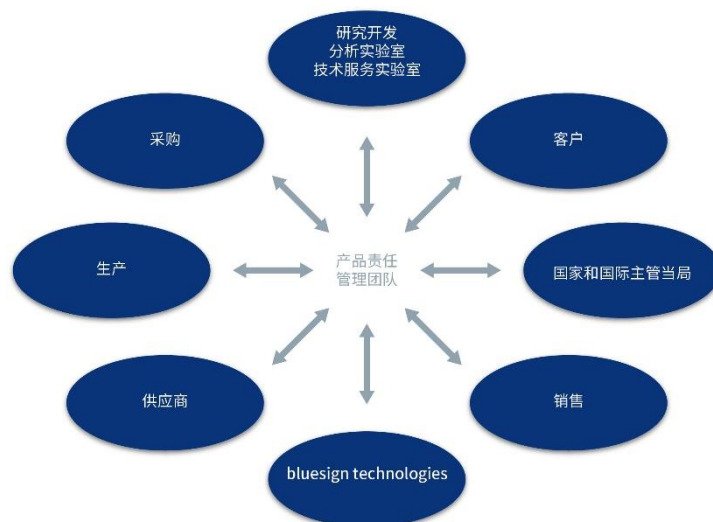 研究开发
分析实验室
技术服务实验室
采购
客户
生产
产品责任
管理团队
国家和国际主管当局
供应商
销售
bluesign technologies